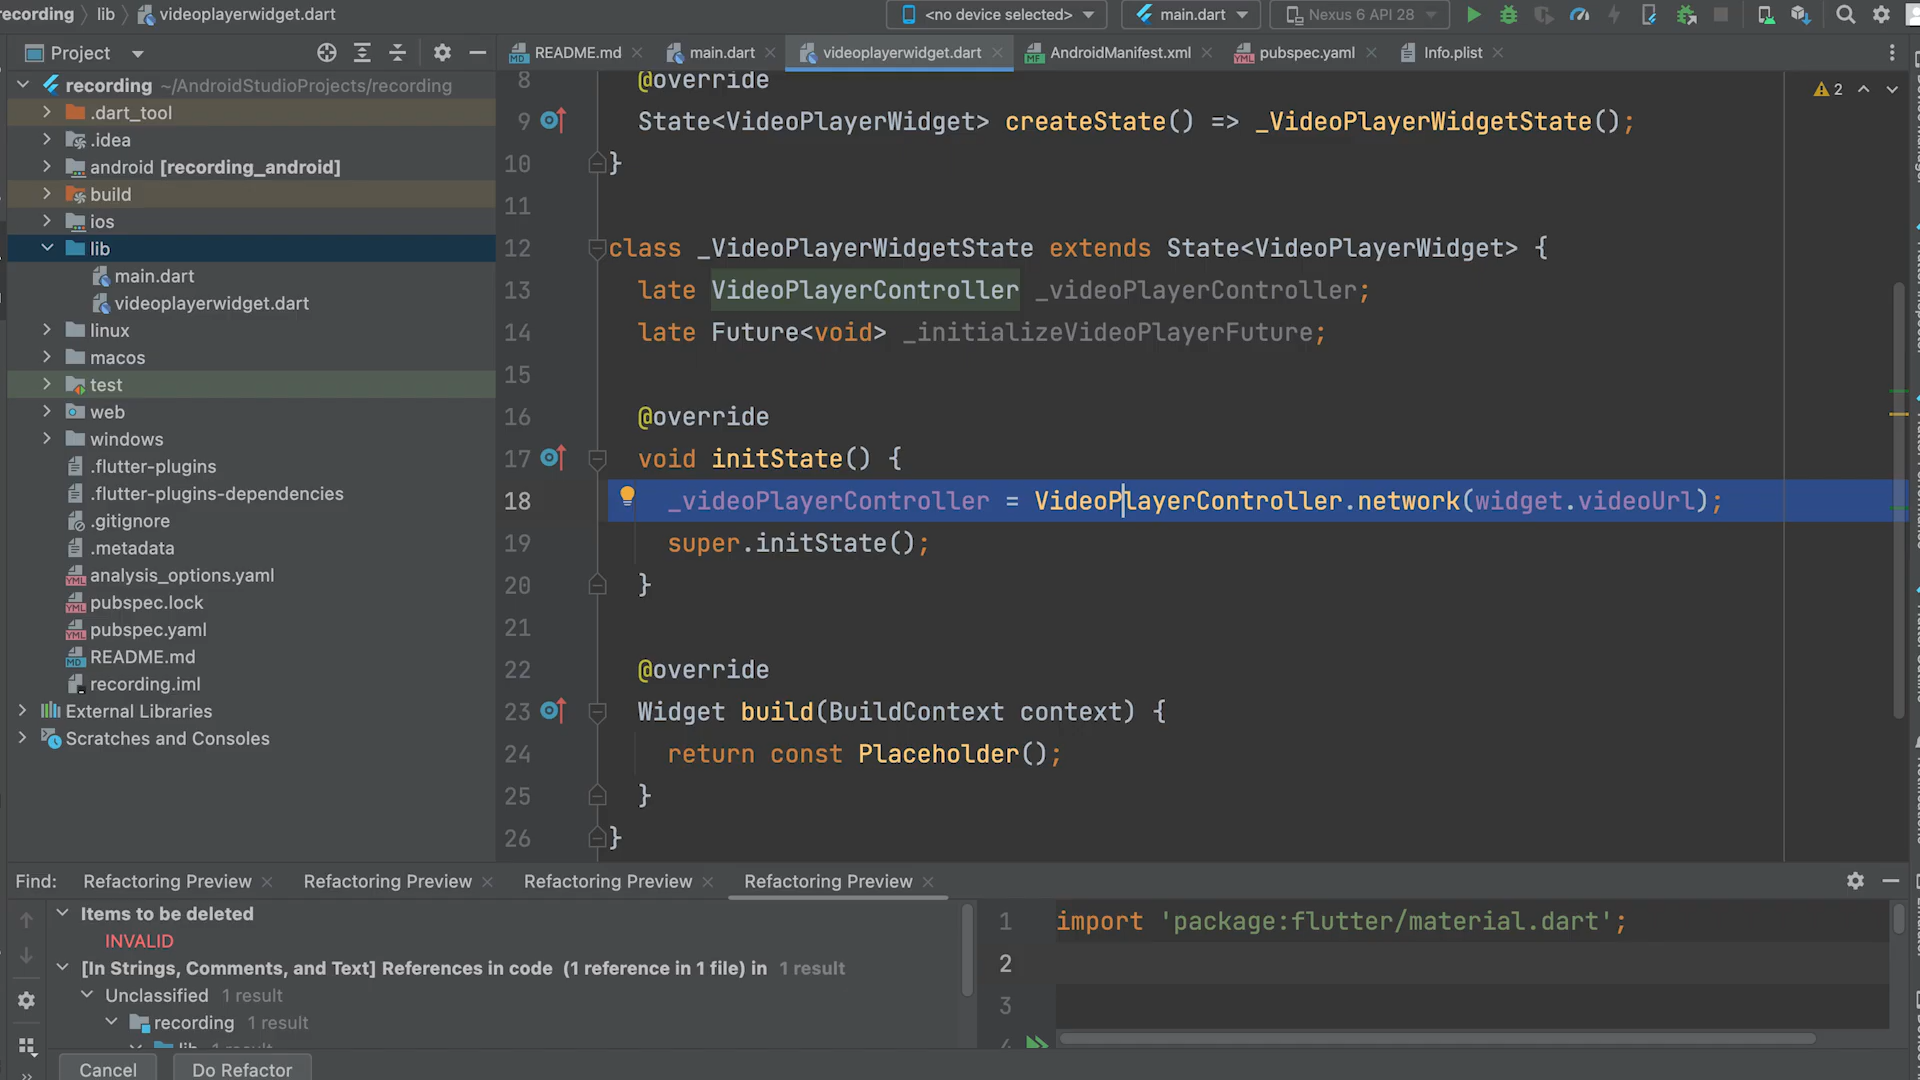 recording
lib
videoplayerwidget.dart
<no device selected>
main.dart
Nexus 6 API 28
Project
README.md
main.dart
videoplayerwidget.dart
AndroidManifest.xml
pubspec.yaml
Info.plist
recording ~/AndroidStudioProjects/recording
.dart_tool
.idea
android [recording_android]
build
ios
lib
main.dart
videoplayerwidget.dart
linux
macos
test
web
windows
.flutter-plugins
.flutter-plugins-dependencies
.gitignore
.metadata
analysis_options.yaml
pubspec.lock
pubspec.yaml
README.md
recording.iml
External Libraries
Scratches and Consoles
2
8 @override
9 State<VideoPlayerWidget> createState() => _VideoPlayerWidgetState();
10 }
11
12 class _VideoPlayerWidgetState extends State<VideoPlayerWidget> {
13 late VideoPlayerController _videoPlayerController;
14 late Future<void> _initializeVideoPlayerFuture;
15
16 @override
17 void initState() {
18 _videoPlayerController = VideoPlayerController.network(widget.videoUrl);
19 super.initState();
20 }
21
22 @override
23 Widget build(BuildContext context) {
24 return const Placeholder();
25 }
26 }
Find:
Refactoring Preview
Refactoring Preview
Refactoring Preview
Refactoring Preview
Items to be deleted
INVALID
[In Strings, Comments, and Text] References in code (1 reference in 1 file) in 1 result
Unclassified 1 result
recording 1 result
lib 1 result
Cancel
Do Refactor
1 import 'package:flutter/material.dart';
2
3
4